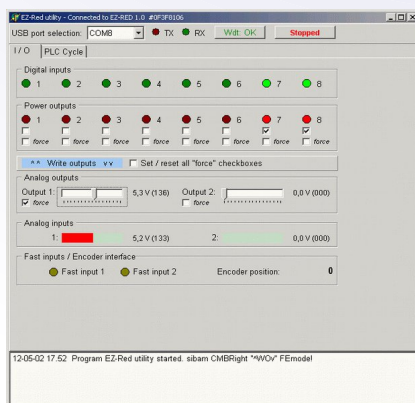 EZ-Red utility - Connected to EZ-RED 1.0 #0F3F0106
USB port selection: COM8 TX RX Wdt: OK Stopped
I / O PLC Cycle
Digital inputs
1 2 3 4 5 6 7 8
Power outputs
1 2 3 4 5 6 7 8
force force force force force force force force
^^ Write outputs v v Set / reset all "force" checkboxes
Analog outputs
Output 1: 5,3 V (136) Output 2: 0,0 V (000)
force force
Analog inputs
1: 5,2 V (133) 2: 0,0 V (000)
Fast inputs / Encoder interface
Fast input 1 Fast input 2 Encoder position: 0
12-05-02 17.52 Program EZ-Red utility started. sibam CMBRight "^WOv" FEmode!